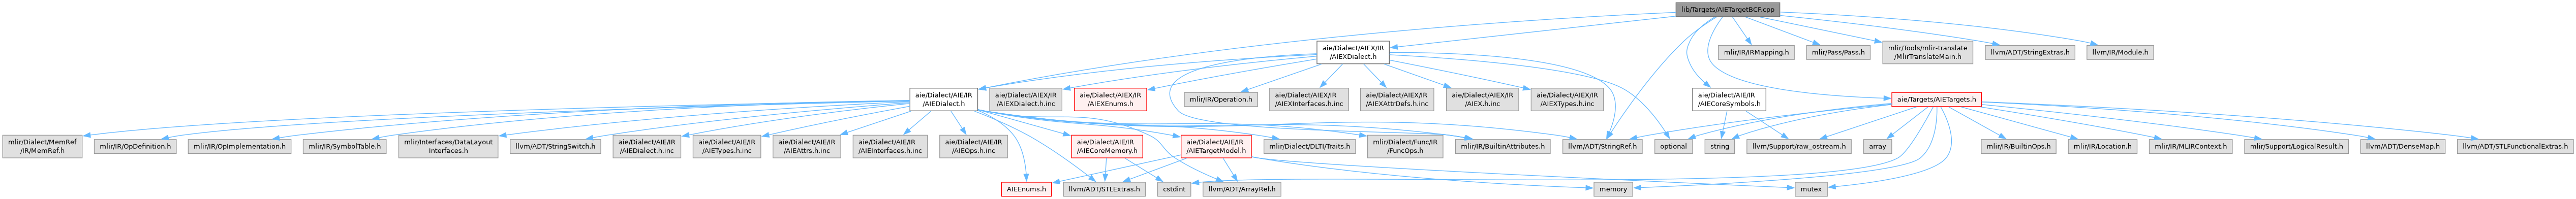 lib/Targets/AIETargetBCF.cpp
aie/Dialect/AIEX/IR
/AIEXDialect.h
mlir/IR/IRMapping.h
mlir/Pass/Pass.h
mlir/Tools/mlir-translate
/MlirTranslateMain.h
llvm/ADT/StringExtras.h
llvm/IR/Module.h
aie/Dialect/AIE/IR
/AIEDialect.h
aie/Dialect/AIEX/IR
/AIEXDialect.h.inc
aie/Dialect/AIEX/IR
/AIEXEnums.h
mlir/IR/Operation.h
aie/Dialect/AIEX/IR
/AIEXInterfaces.h.inc
aie/Dialect/AIEX/IR
/AIEXAttrDefs.h.inc
aie/Dialect/AIEX/IR
/AIEX.h.inc
aie/Dialect/AIEX/IR
/AIEXTypes.h.inc
aie/Dialect/AIE/IR
/AIECoreSymbols.h
aie/Targets/AIETargets.h
mlir/Dialect/MemRef
/IR/MemRef.h
mlir/IR/OpDefinition.h
mlir/IR/OpImplementation.h
mlir/IR/SymbolTable.h
mlir/Interfaces/DataLayout
Interfaces.h
llvm/ADT/StringSwitch.h
aie/Dialect/AIE/IR
/AIEDialect.h.inc
aie/Dialect/AIE/IR
/AIETypes.h.inc
aie/Dialect/AIE/IR
/AIEAttrs.h.inc
aie/Dialect/AIE/IR
/AIEInterfaces.h.inc
aie/Dialect/AIE/IR
/AIEOps.h.inc
aie/Dialect/AIE/IR
/AIECoreMemory.h
aie/Dialect/AIE/IR
/AIETargetModel.h
mlir/Dialect/DLTI/Traits.h
mlir/Dialect/Func/IR
/FuncOps.h
mlir/IR/BuiltinAttributes.h
llvm/ADT/StringRef.h
optional
string
llvm/Support/raw_ostream.h
array
mlir/IR/BuiltinOps.h
mlir/IR/Location.h
mlir/IR/MLIRContext.h
mlir/Support/LogicalResult.h
llvm/ADT/DenseMap.h
llvm/ADT/STLFunctionalExtras.h
AIEEnums.h
llvm/ADT/STLExtras.h
cstdint
llvm/ADT/ArrayRef.h
memory
mutex